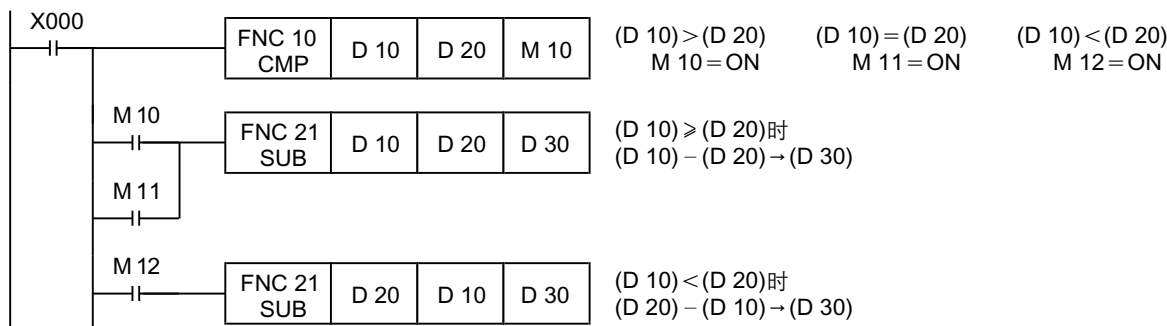 X000
FNC 10 CMP D 10 D 20 M 10
(D 10)>(D 20) (D 10)=(D 20) (D 10)<(D 20)
M 10=ON M 11=ON M 12=ON
M 10
FNC 21 SUB D 10 D 20 D 30
(D 10)⩾(D 20)时
(D 10)–(D 20)→(D 30)
M 11
M 12
FNC 21 SUB D 20 D 10 D 30
(D 10)<(D 20)时
(D 20)–(D 10)→(D 30)